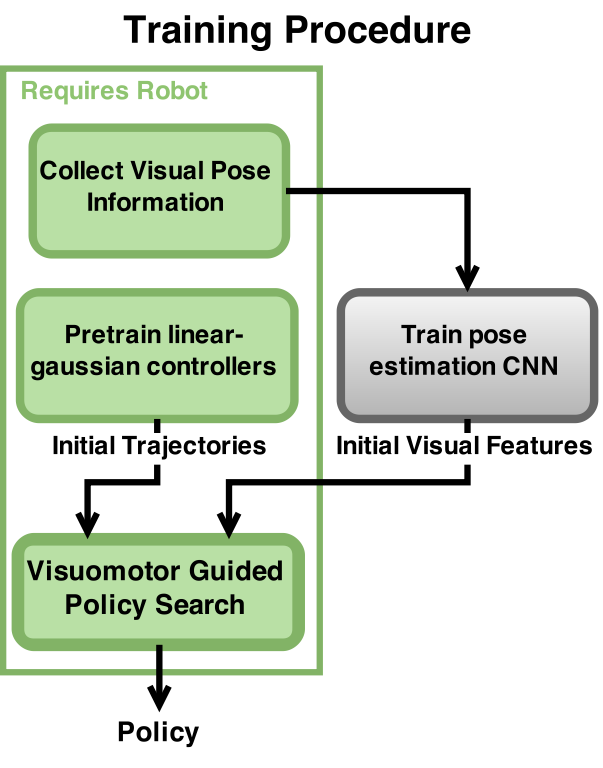 Training Procedure
Requires Robot
Collect Visual Pose
Information
Pretrain linear-
gaussian controllers
Train pose
estimation CNN
Initial Trajectories
Initial Visual Features
Visuomotor Guided
Policy Search
Policy